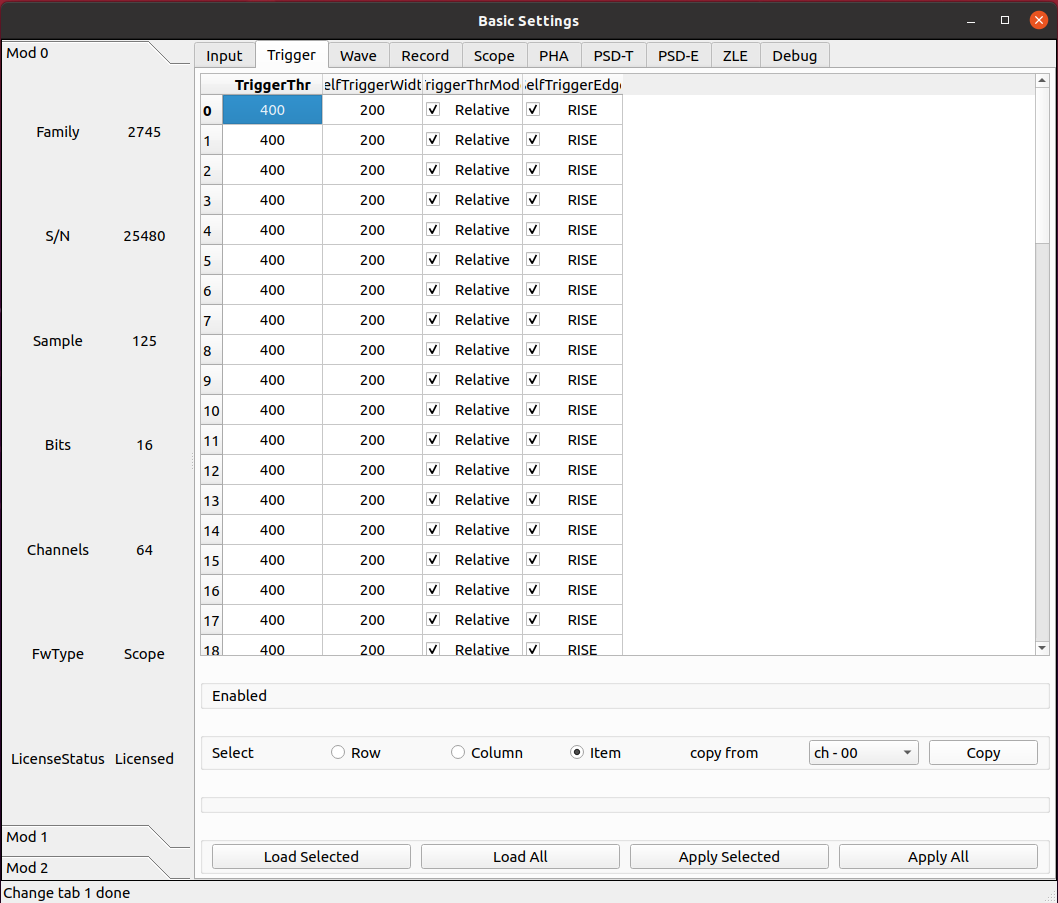 Basic Settings
Mod 0
Family 2745
S/N 25480
Sample 125
Bits 16
Channels 64
FwType Scope
LicenseStatus Licensed
Mod 1
Mod 2
Input Trigger Wave Record Scope PHA PSD-T PSD-E ZLE Debug
TriggerThr elfTriggerWidt riggerThrMod elfTriggerEdg
0 400 200 Relative RISE
1 400 200 Relative RISE
2 400 200 Relative RISE
3 400 200 Relative RISE
4 400 200 Relative RISE
5 400 200 Relative RISE
6 400 200 Relative RISE
7 400 200 Relative RISE
8 400 200 Relative RISE
9 400 200 Relative RISE
10 400 200 Relative RISE
11 400 200 Relative RISE
12 400 200 Relative RISE
13 400 200 Relative RISE
14 400 200 Relative RISE
15 400 200 Relative RISE
16 400 200 Relative RISE
17 400 200 Relative RISE
18 400 200 Relative RISE
Enabled
Select Row Column Item copy from ch - 00 Copy
Load Selected Load All Apply Selected Apply All
Change tab 1 done